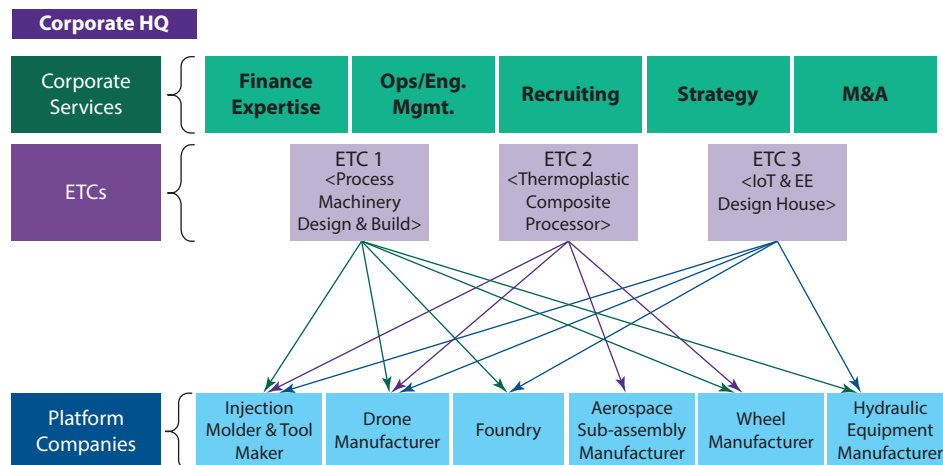 Corporate HQ
Corporate
Services
Finance
Expertise
Ops/Eng.
Mgmt.
Recruiting
Strategy
M&A
ETCs
ETC 1
<Process
Machinery
Design & Build>
ETC 2
<Thermoplastic
Composite
Processor>
ETC 3
<IoT & EE
Design House>
Platform
Companies
Injection
Molder & Tool
Maker
Drone
Manufacturer
Foundry
Aerospace
Sub-assembly
Manufacturer
Wheel
Manufacturer
Hydraulic
Equipment
Manufacturer